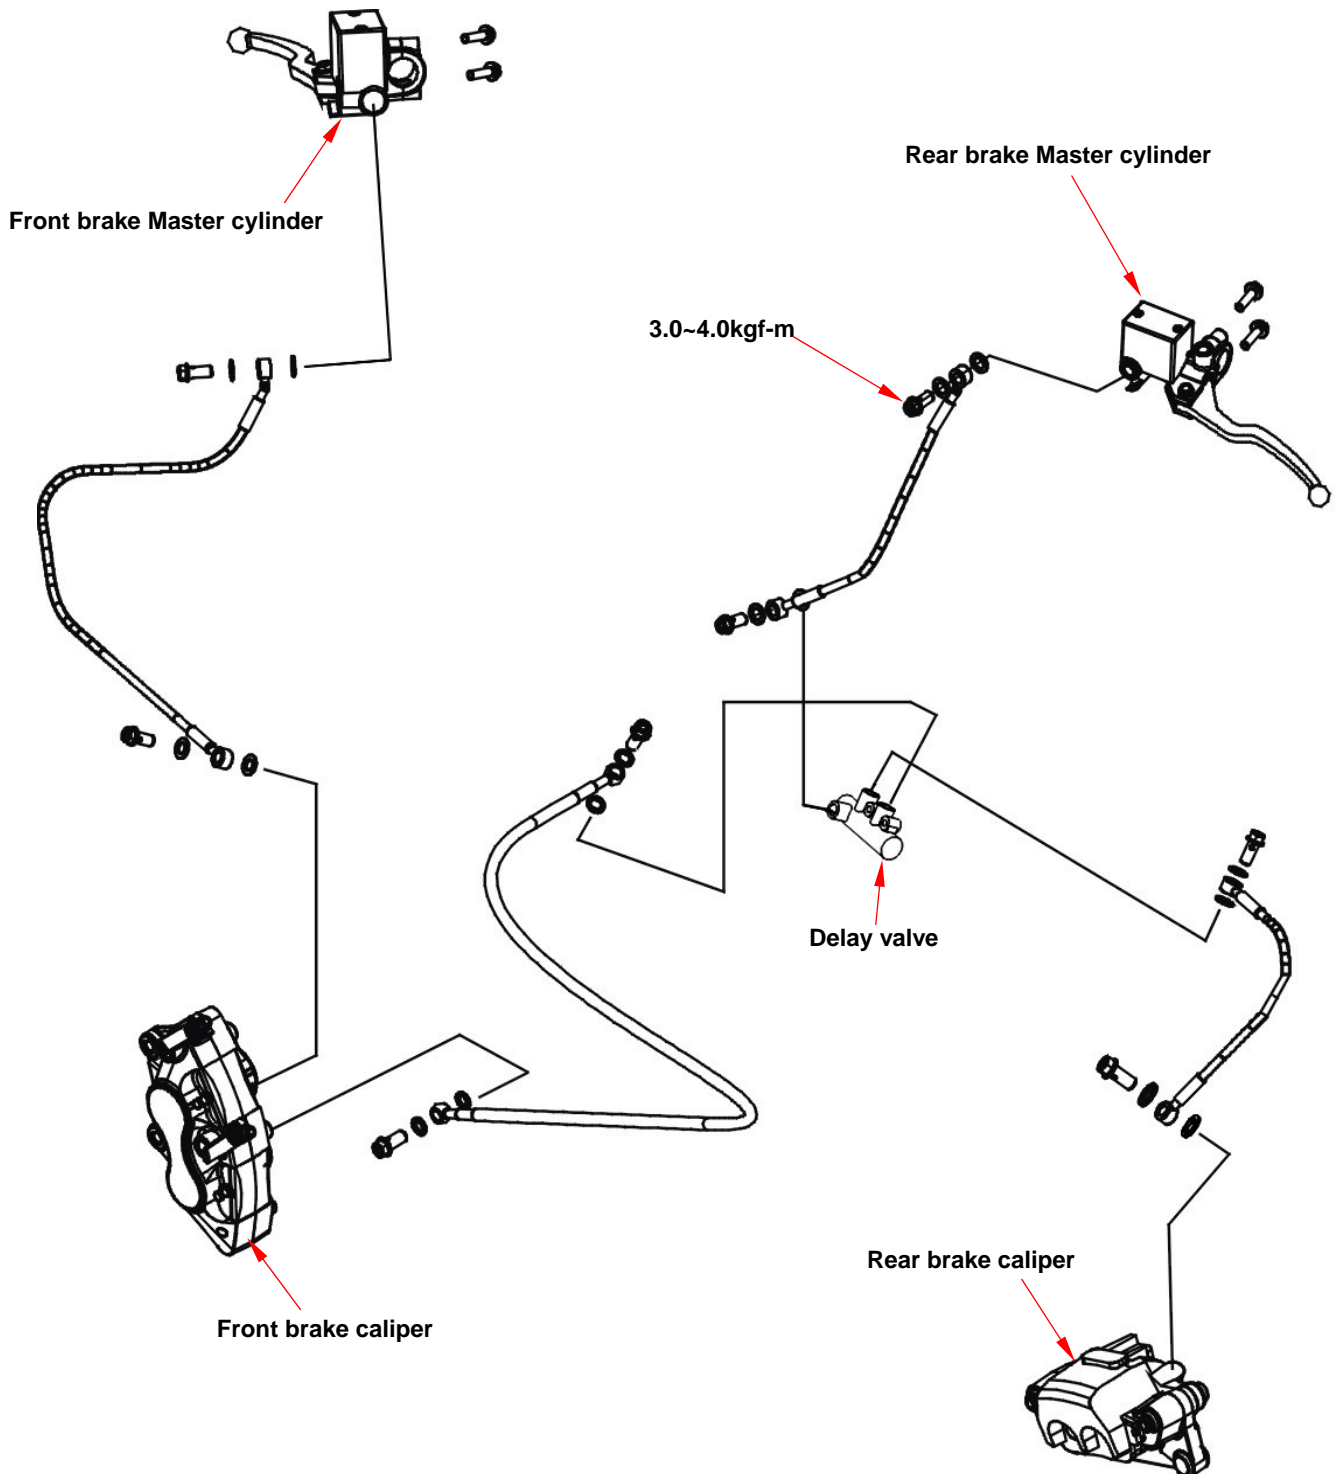 Rear brake Master cylinder
Front brake Master cylinder
3.0~4.0kgf-m
Delay valve
Rear brake caliper
Front brake caliper